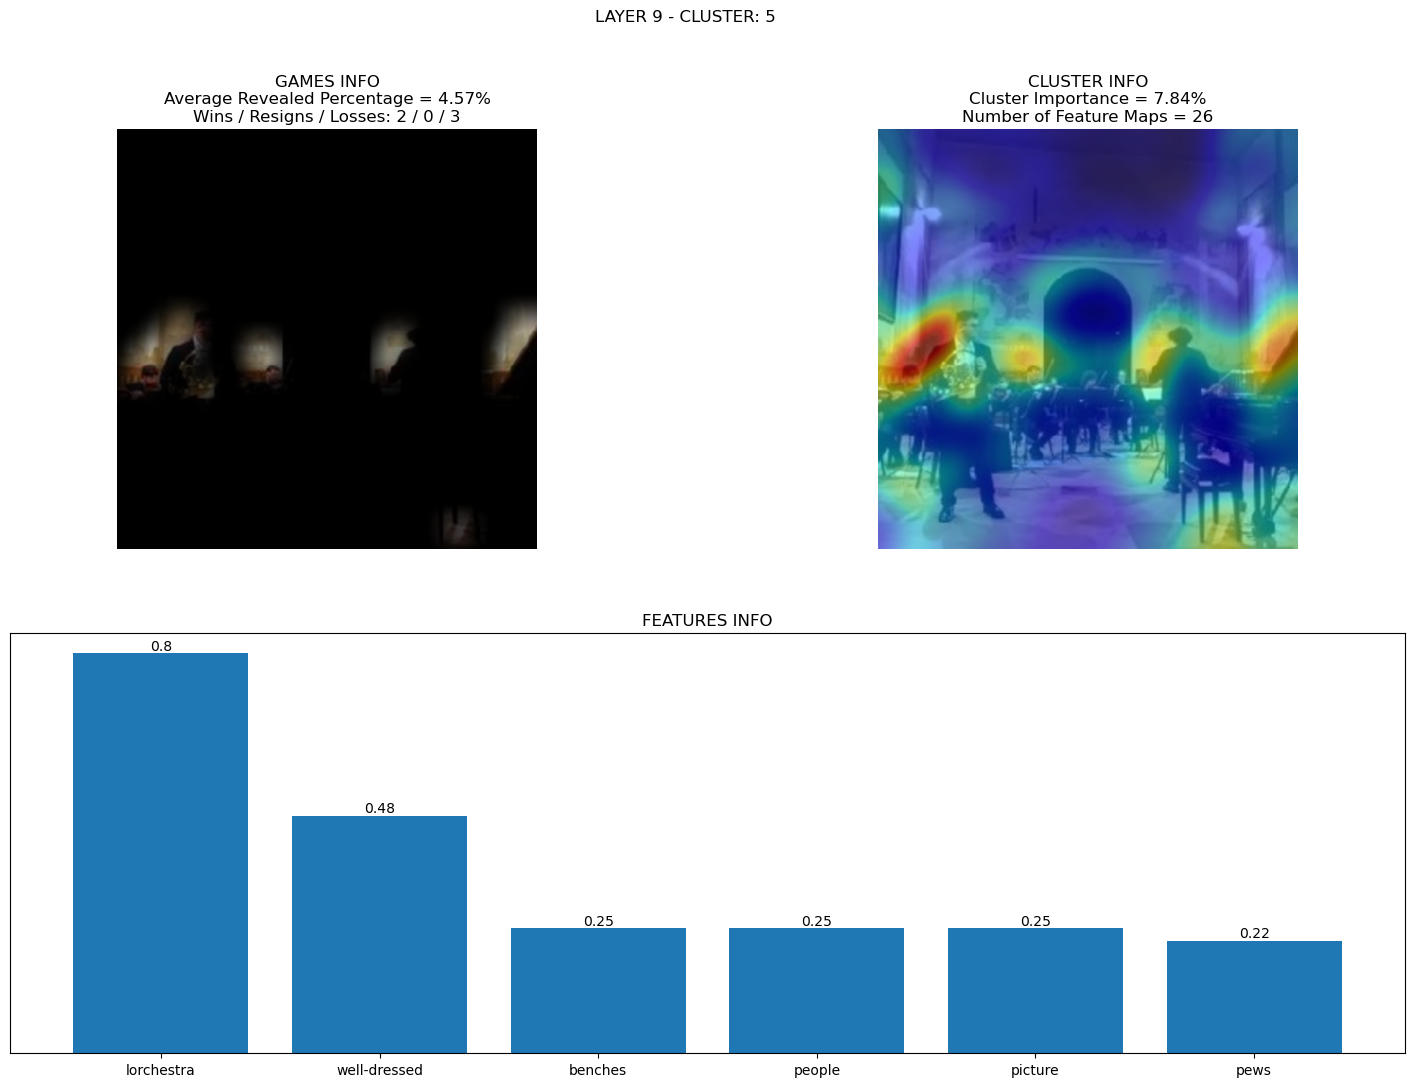 LAYER 9 - CLUSTER: 5
GAMES INFO
Average Revealed Percentage = 4.57%
Wins / Resigns / Losses: 2 / 0 / 3
CLUSTER INFO
Cluster Importance = 7.84%
Number of Feature Maps = 26
FEATURES INFO
0.8
0.48
0.25
0.25
0.25
0.22
lorchestra
well-dressed
benches
people
picture
pews